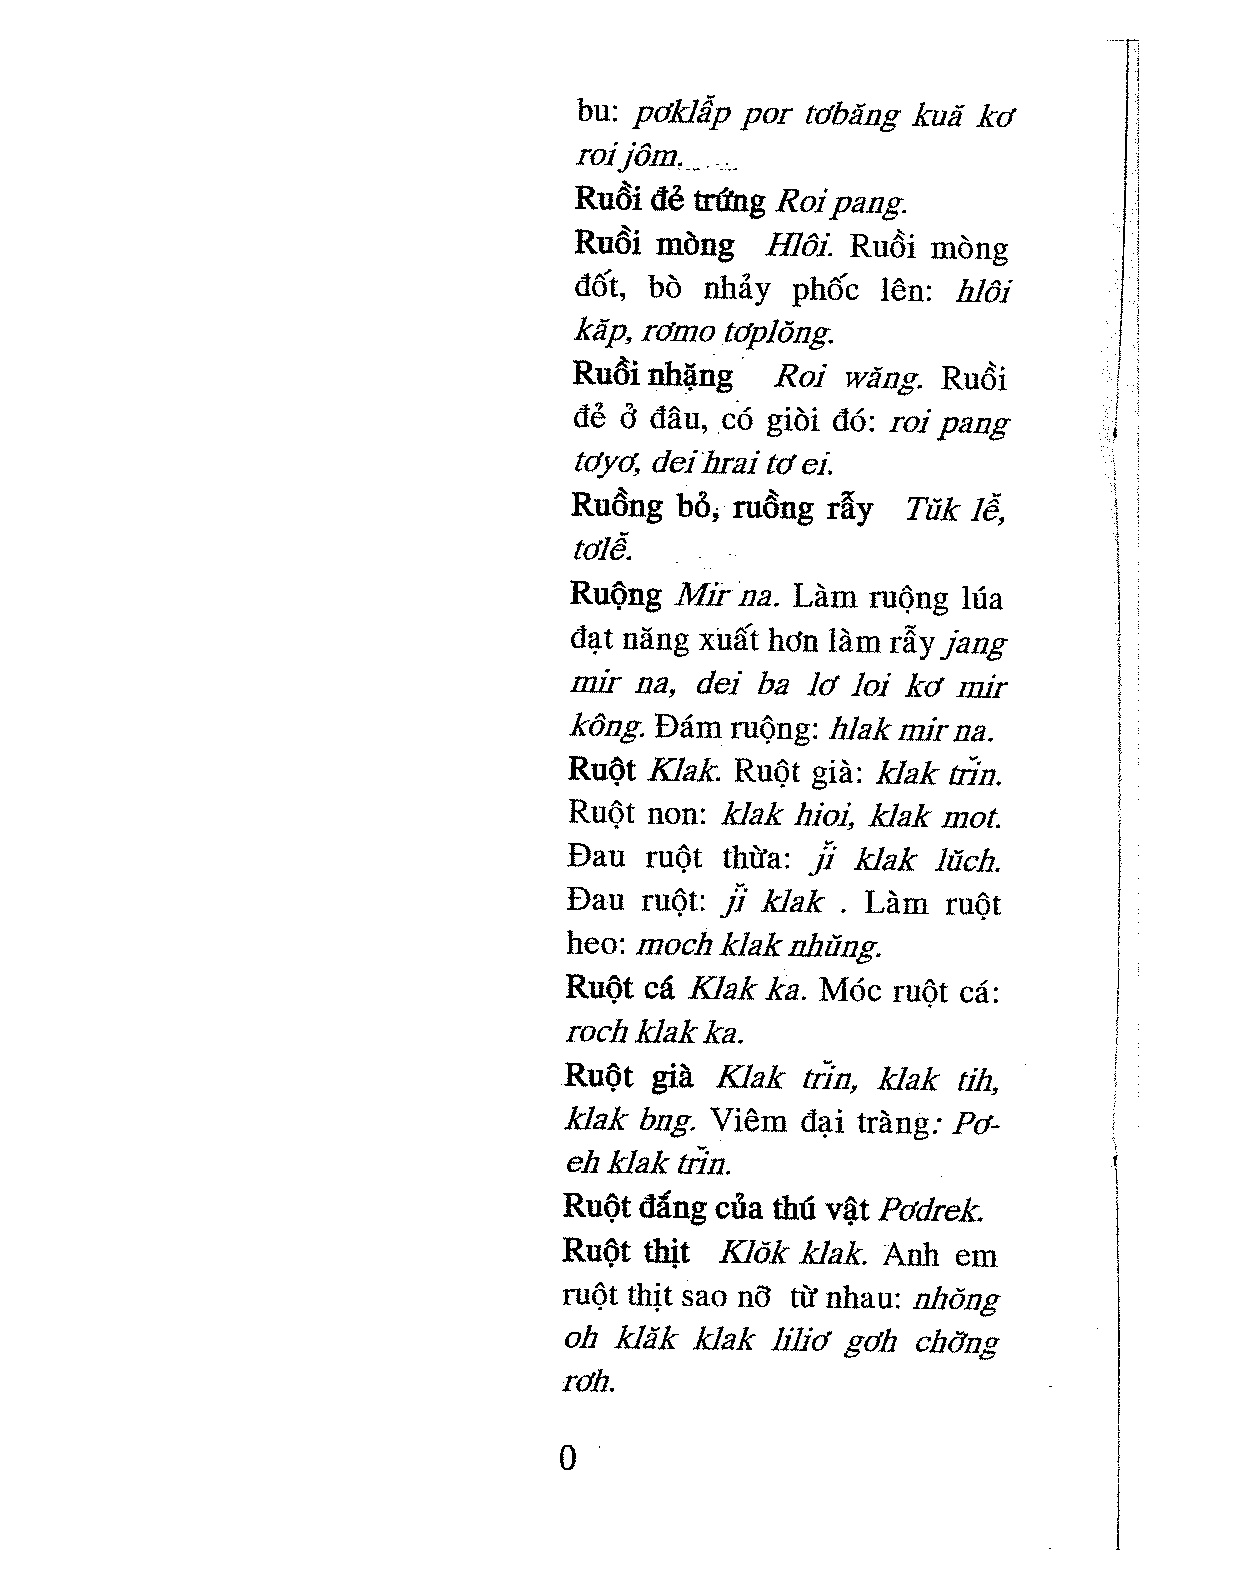 bu: pơklẵp por tơbăng kuă kơ
roi jôm.
Ruồi đẻ trứng Roi pang.
Ruồi mòng Hlôi. Ruồi mòng
đốt, bò nhảy phốc lên: hlôi
kăp, rơmo tơplŏng.
Ruồi nhặng Roi wăng. Ruồi
đẻ ở đâu, có giòi đó: roi pang
tơyơ, dei hrai tơ ei.
Ruồng bỏ, ruồng rẫy Tŭk lễ,
tơlễ.
Ruộng Mir na. Làm ruộng lúa
đạt năng xuất hơn làm rẫy jang
mir na, dei ba lơ loi kơ mir
kông. Đám ruộng: hlak mir na.
Ruột Klak. Ruột già: klak trĭn.
Ruột non: klak hioi, klak mot.
Đau ruột thừa: jĭ klak lŭch.
Đau ruột: jĭ klak . Làm ruột
heo: moch klak nhŭng.
Ruột cá Klak ka. Móc ruột cá:
roch klak ka.
Ruột già Klak trĭn, klak tih,
klak bng. Viêm đại tràng: Pơ-
eh klak trĭn.
Ruột đắng của thú vật Pơdrek.
Ruột thịt Klŏk klak. Anh em
ruột thịt sao nỡ từ nhau: nhŏng
oh klăk klak liliơ gơh chơ̆ng
rơh.
0